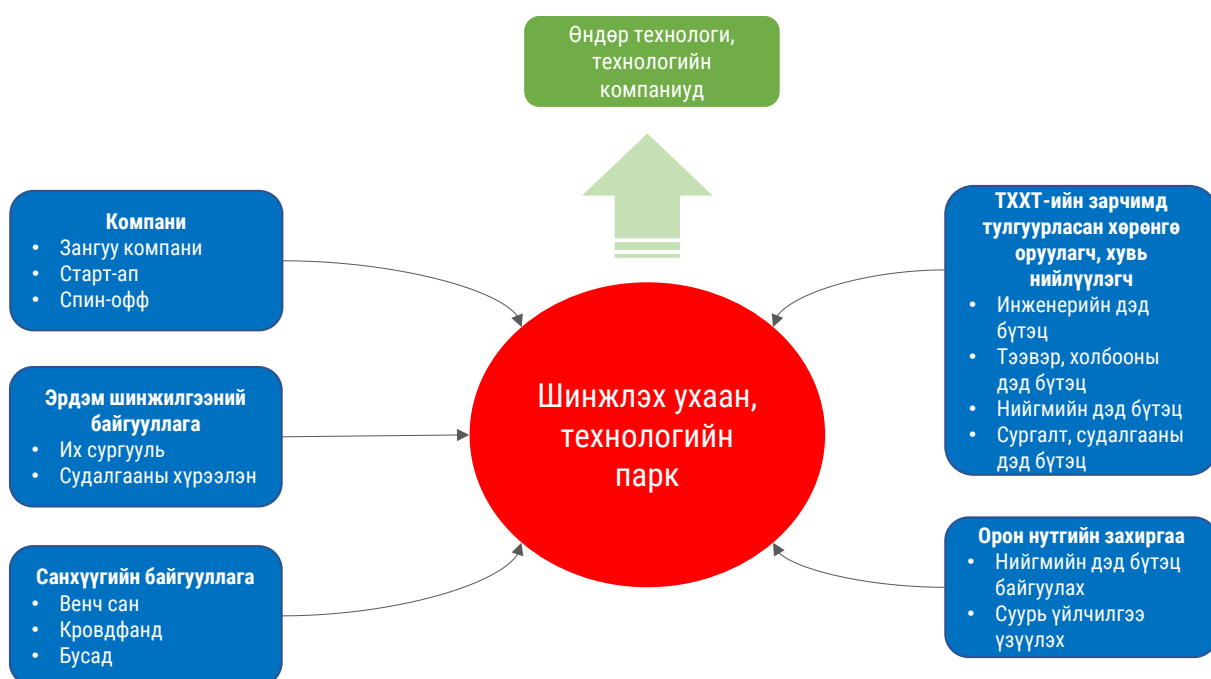 Өндөр технологи,
технологийн
компаниуд
Компани
• Зангуу компани
• Старт-ап
• Спин-офф
Эрдэм шинжилгээний
байгууллага
• Их сургууль
• Судалгааны хүрээлэн
Санхүүгийн байгууллага
• Венч сан
• Кровдфанд
• Бусад
Шинжлэх ухаан,
технологийн
парк
ТХХТ-ийн зарчимд
тулгуурласан хөрөнгө
оруулагч, хувь
нийлүүлэгч
• Инженерийн дэд
бүтэц
• Тээвэр, холбооны
дэд бүтэц
• Нийгмийн дэд бүтэц
• Сургалт, судалгааны
дэд бүтэц
Орон нутгийн захиргаа
• Нийгмийн дэд бүтэц
байгуулах
• Суурь үйлчилгээ
үзүүлэх